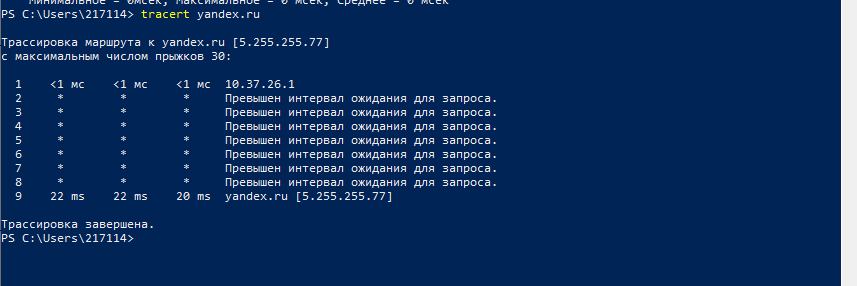 Минимальное = 0мсек, Максимальное = 0 мсек, Среднее = 0 мсек
PS C:\Users\217114> tracert yandex.ru
Трассировка маршрута к yandex.ru [5.255.255.77]
с максимальным числом прыжков 30:
1 <1 мс <1 мс <1 мс 10.37.26.1
2 * * * Превышен интервал ожидания для запроса.
3 * * * Превышен интервал ожидания для запроса.
4 * * * Превышен интервал ожидания для запроса.
5 * * * Превышен интервал ожидания для запроса.
6 * * * Превышен интервал ожидания для запроса.
7 * * * Превышен интервал ожидания для запроса.
8 * * * Превышен интервал ожидания для запроса.
9 22 ms 22 ms 20 ms yandex.ru [5.255.255.77]
Трассировка завершена.
PS C:\Users\217114>